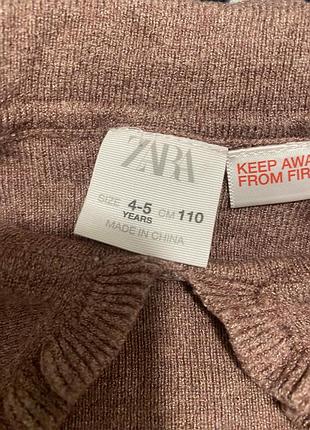 ZARA
SIZE 4-5 YEARS CM 110
MADE IN CHINA
KEEP AWA
FROM FIR